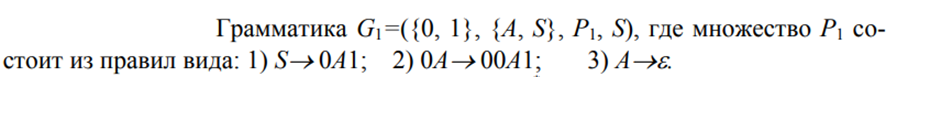 Грамматика G₁=({0, 1}, {A, S}, P₁, S), где множество P₁ со-
стоит из правил вида: 1) S→0A1; 2) 0A→00A1; 3) A→ε.